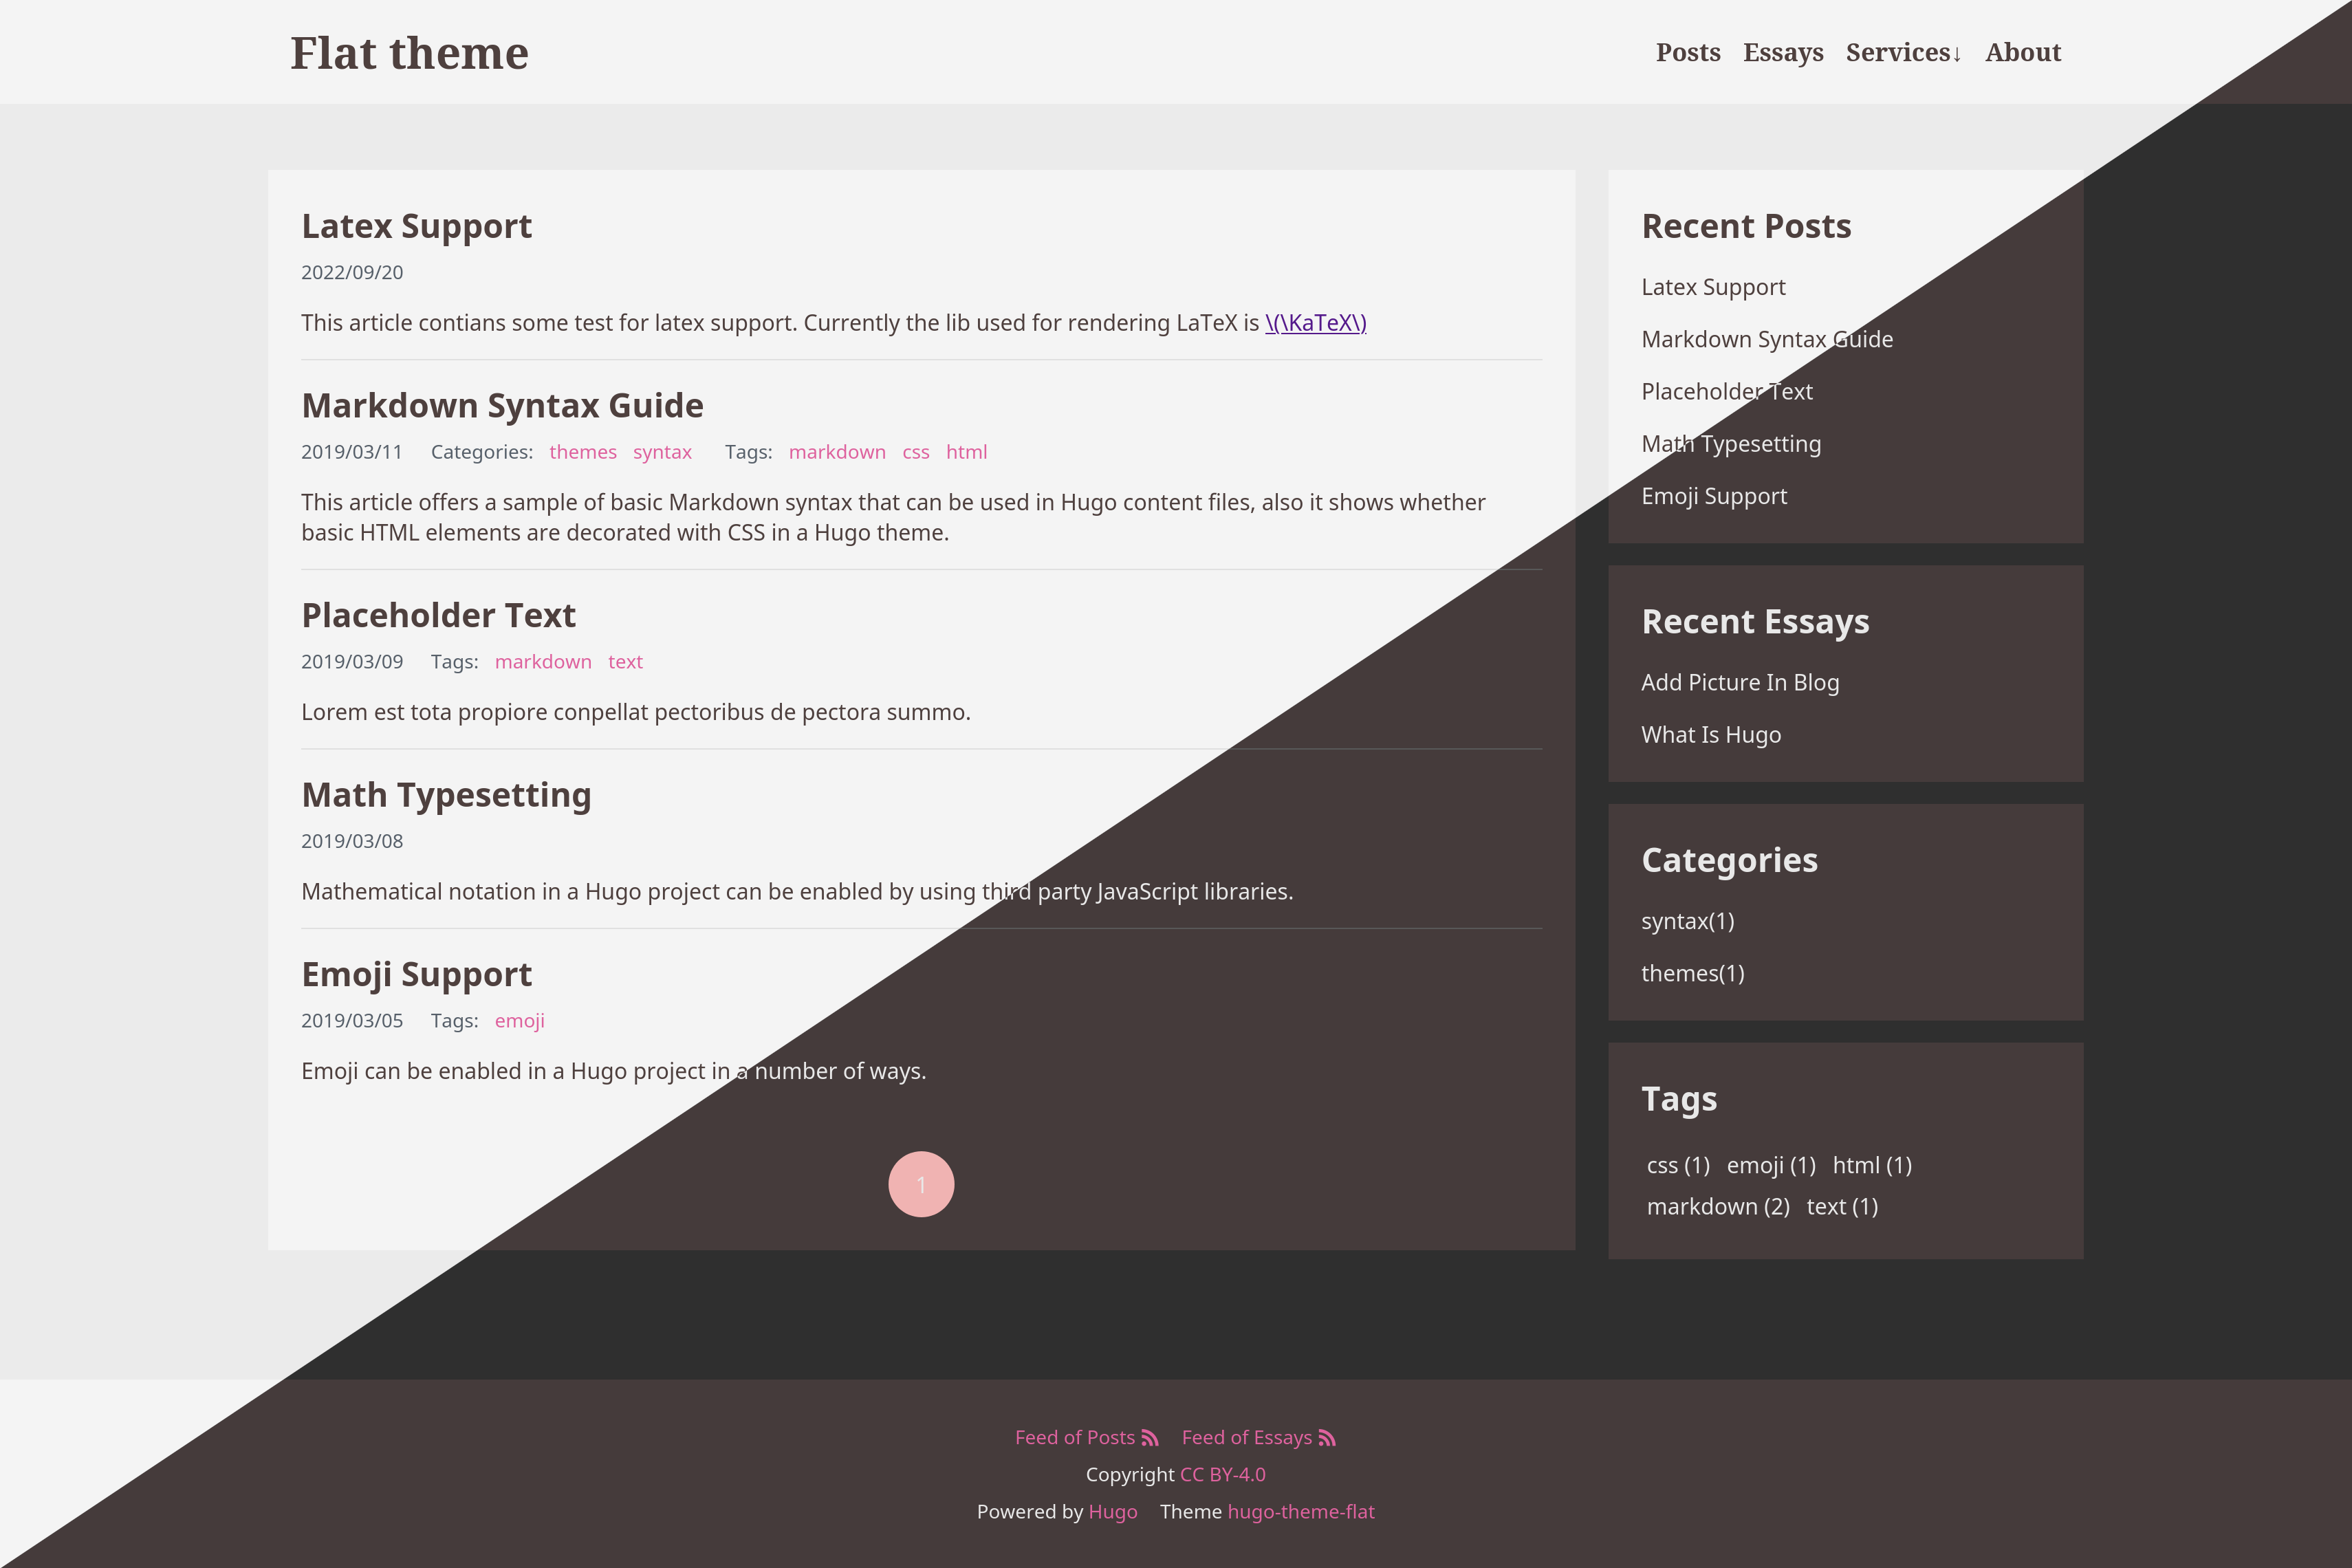 Flat theme
Posts Essays Services↓ About
Latex Support
2022/09/20
This article contians some test for latex support. Currently the lib used for rendering LaTeX is \(\KaTeX\)
Markdown Syntax Guide
2019/03/11 Categories: themes syntax Tags: markdown css html
This article offers a sample of basic Markdown syntax that can be used in Hugo content files, also it shows whether
basic HTML elements are decorated with CSS in a Hugo theme.
Placeholder Text
2019/03/09 Tags: markdown text
Lorem est tota propiore conpellat pectoribus de pectora summo.
Math Typesetting
2019/03/08
Mathematical notation in a Hugo project can be enabled by using third party JavaScript libraries.
Emoji Support
2019/03/05 Tags: emoji
Emoji can be enabled in a Hugo project in a number of ways.
1
Recent Posts
Latex Support
Markdown Syntax Guide
Placeholder Text
Math Typesetting
Emoji Support
Recent Essays
Add Picture In Blog
What Is Hugo
Categories
syntax(1)
themes(1)
Tags
css (1) emoji (1) html (1)
markdown (2) text (1)
Feed of Posts Feed of Essays
Copyright CC BY-4.0
Powered by Hugo Theme hugo-theme-flat